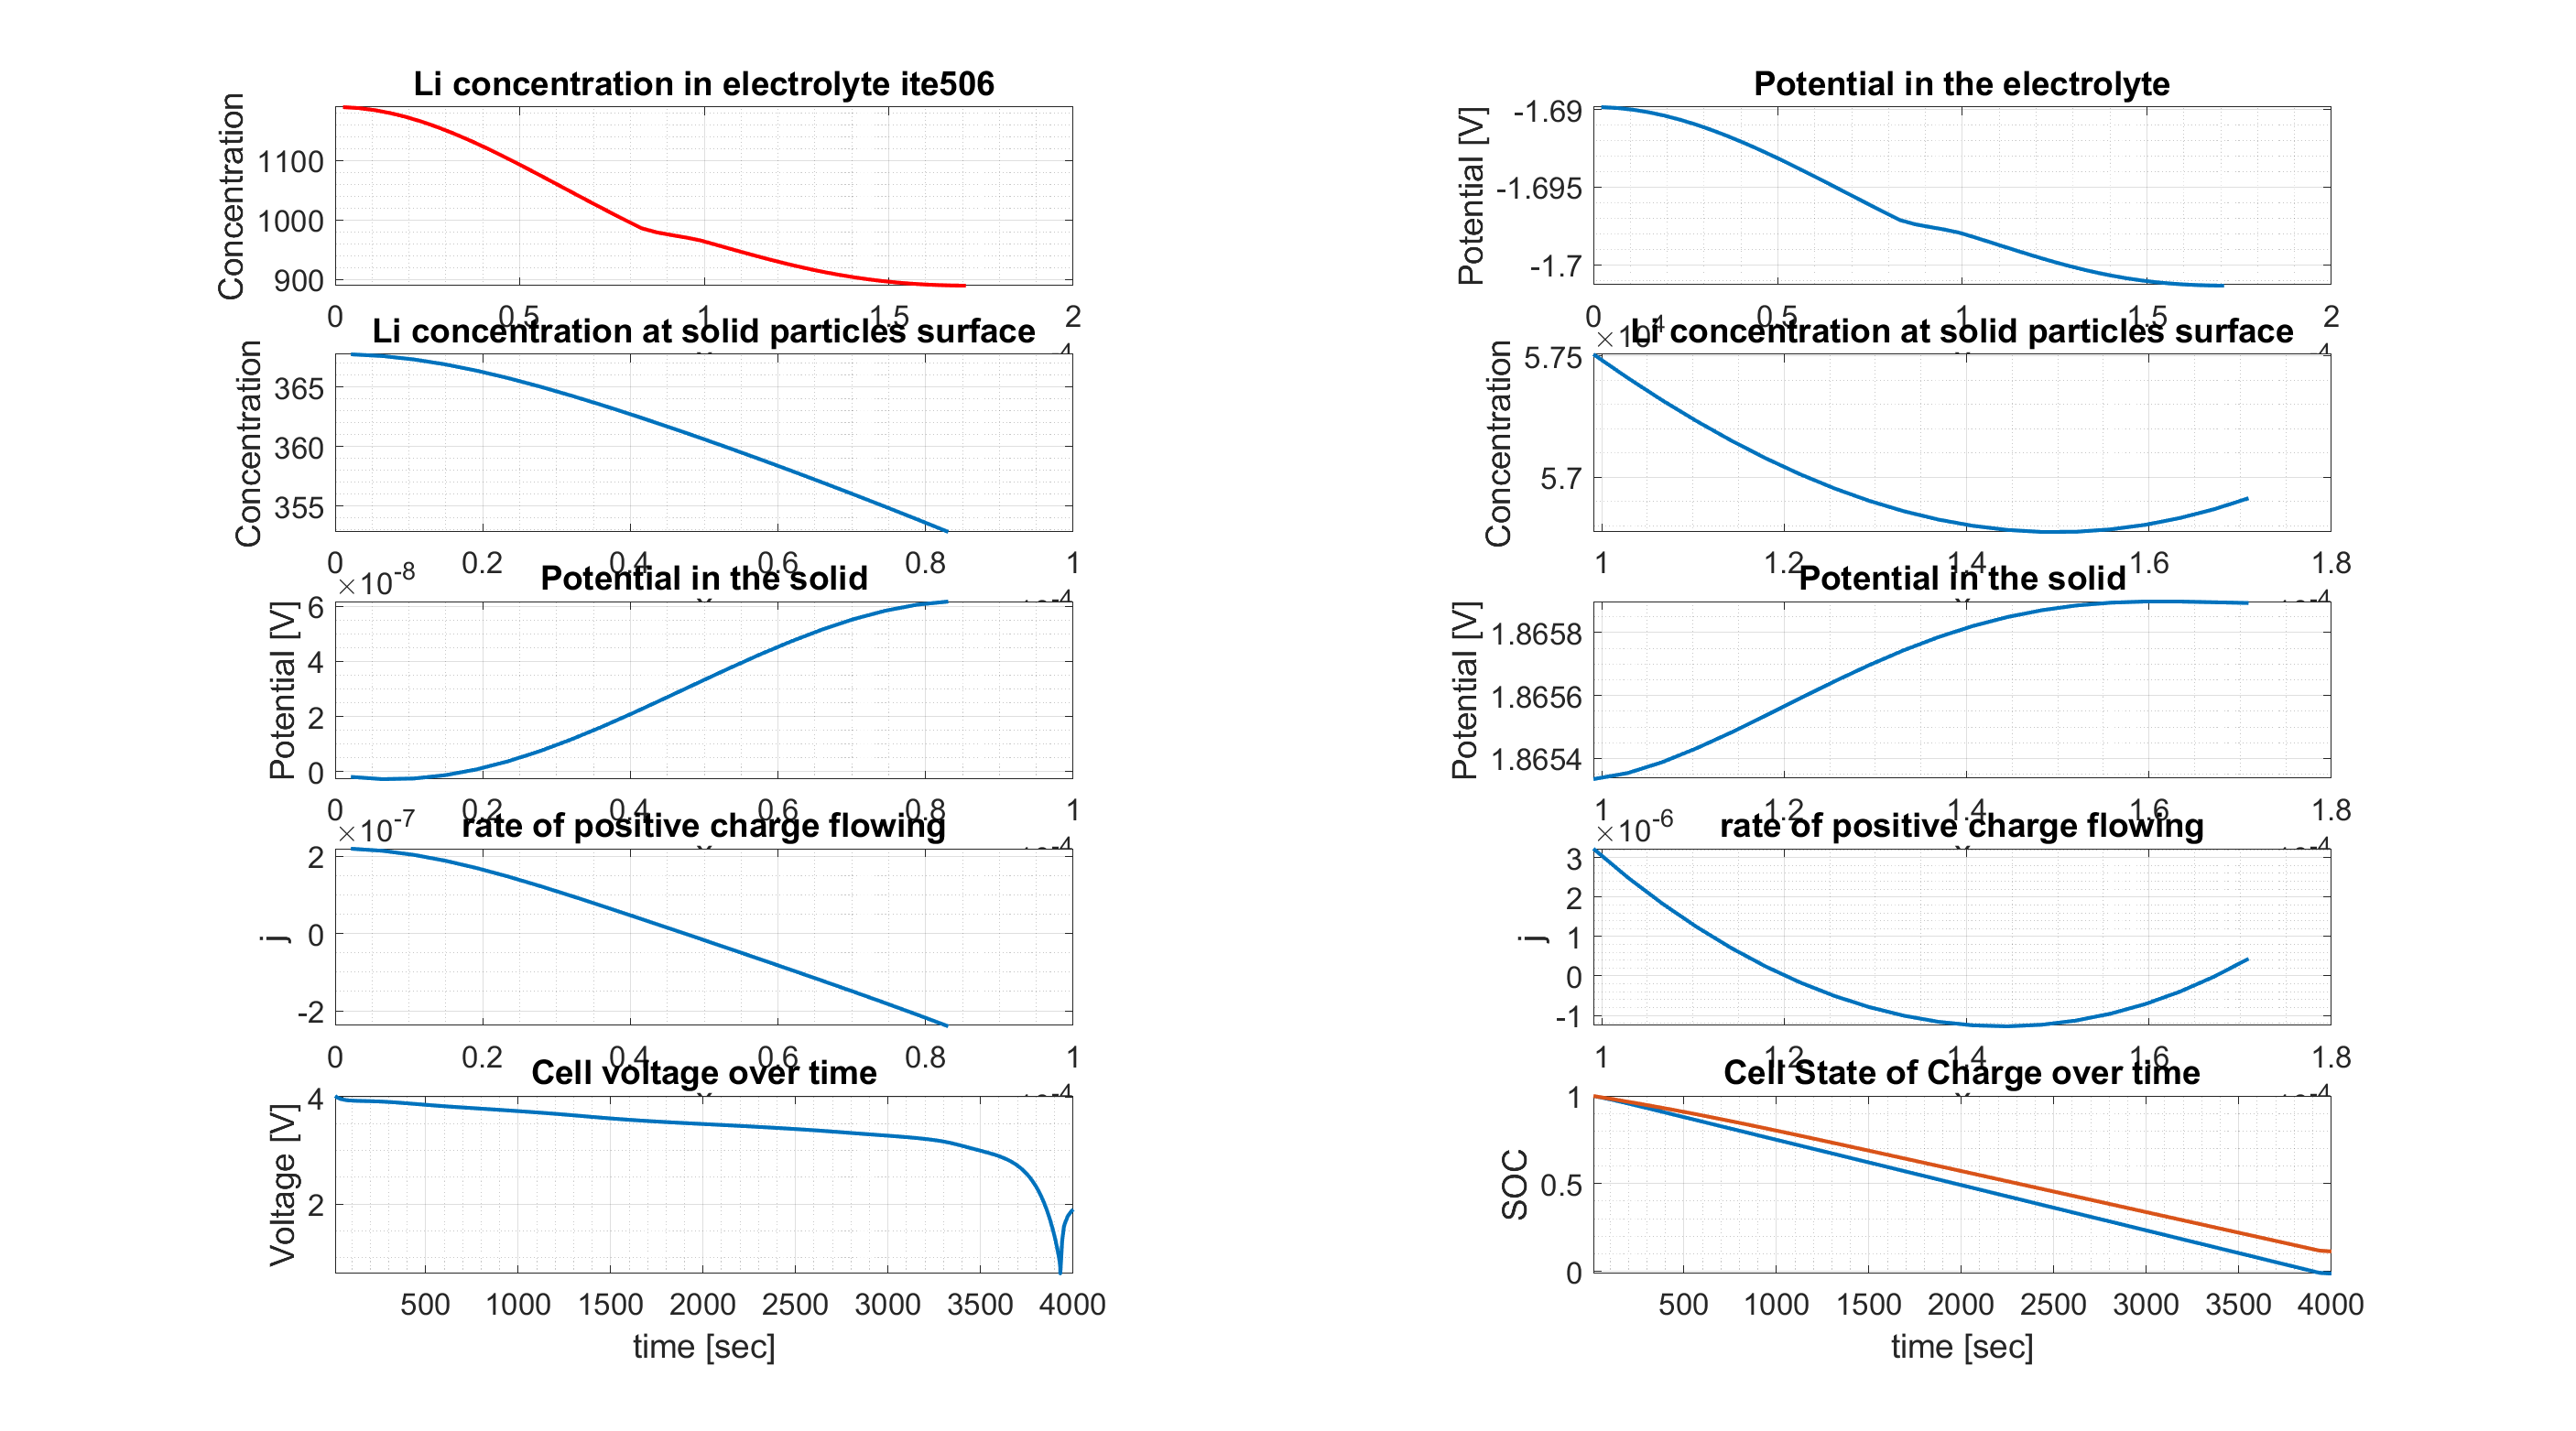 Li concentration in electrolyte ite506
Concentration
1100
1000
900
0 0.5 1 1.5 2
Potential in the electrolyte
Potential [V]
-1.69
-1.695
-1.7
0 0.5 1 1.5 2
Li concentration at solid particles surface
Concentration
365
360
355
0 0.2 0.4 0.6 0.8 1
×10^4
Li concentration at solid particles surface
Concentration
5.75
5.7
1 1.2 1.4 1.6 1.8
×10^-8
Potential in the solid
Potential [V]
6
4
2
0
0 0.2 0.4 0.6 0.8 1
Potential in the solid
Potential [V]
1.8658
1.8656
1.8654
1 1.2 1.4 1.6 1.8
×10^-7
rate of positive charge flowing
j
2
0
-2
0 0.2 0.4 0.6 0.8 1
×10^-6
rate of positive charge flowing
j
3
2
1
0
-1
1 1.2 1.4 1.6 1.8
Cell voltage over time
Voltage [V]
4
2
500 1000 1500 2000 2500 3000 3500 4000
time [sec]
Cell State of Charge over time
SOC
1
0.5
0
500 1000 1500 2000 2500 3000 3500 4000
time [sec]